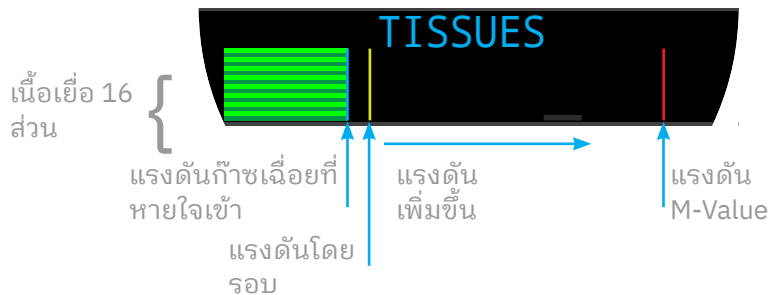 TISSUES
เนื้อเยื่อ 16
ส่วน
แรงดันก๊าซเฉื่อยที่
หายใจเข้า
แรงดัน
เพิ่มขึ้น
แรงดัน
M-Value
แรงดันโดย
รอบ